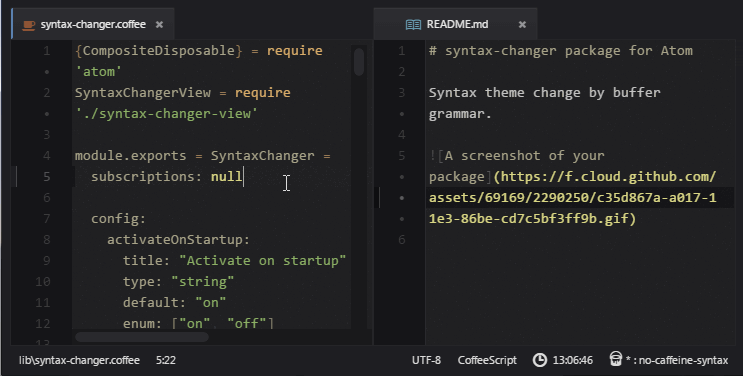 syntax-changer.coffee
README.md
1 {CompositeDisposable} = require
'atom'
2 SyntaxChangerView = require
'./syntax-changer-view'
3
4 module.exports = SyntaxChanger =
5 subscriptions: null
6
7 config:
8 activateOnStartup:
9 title: "Activate on startup"
10 type: "string"
11 default: "on"
12 enum: ["on", "off"]
13
1 # syntax-changer package for Atom
2
3 Syntax theme change by buffer
grammar.
4
5 ![A screenshot of your
package](https://f.cloud.github.com/
assets/69169/2290250/c35d867a-a017-1
1e3-86be-cd7c5bf3ff9b.gif)
6
lib\syntax-changer.coffee 5:22
UTF-8 CoffeeScript 13:06:46 * : no-caffeine-syntax